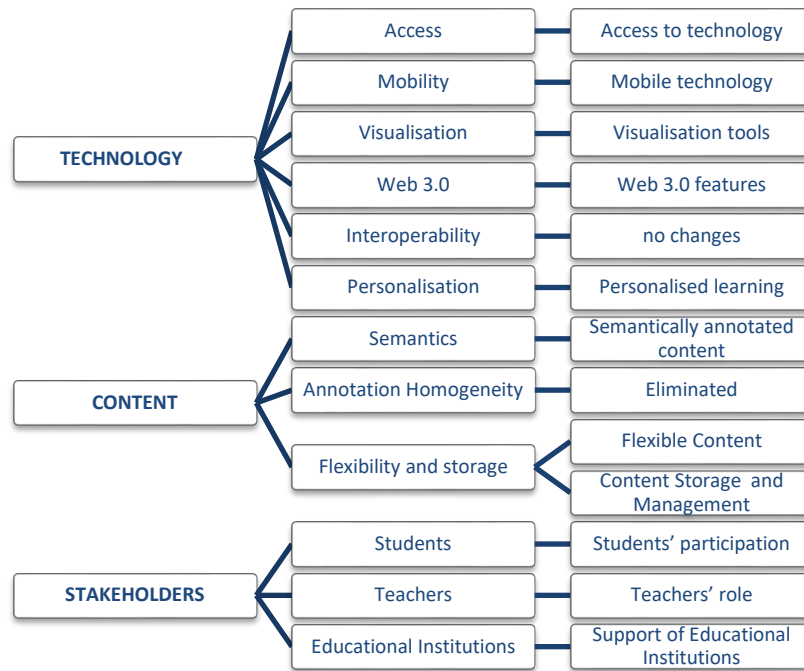 Access
Access to technology
Mobility
Mobile technology
Visualisation
Visualisation tools
TECHNOLOGY
Web 3.0
Web 3.0 features
Interoperability
no changes
Personalisation
Personalised learning
Semantics
Semantically annotated
content
CONTENT
Annotation Homogeneity
Eliminated
Flexibility and storage
Flexible Content
Content Storage and
Management
Students
Students’ participation
STAKEHOLDERS
Teachers
Teachers’ role
Educational Institutions
Support of Educational
Institutions